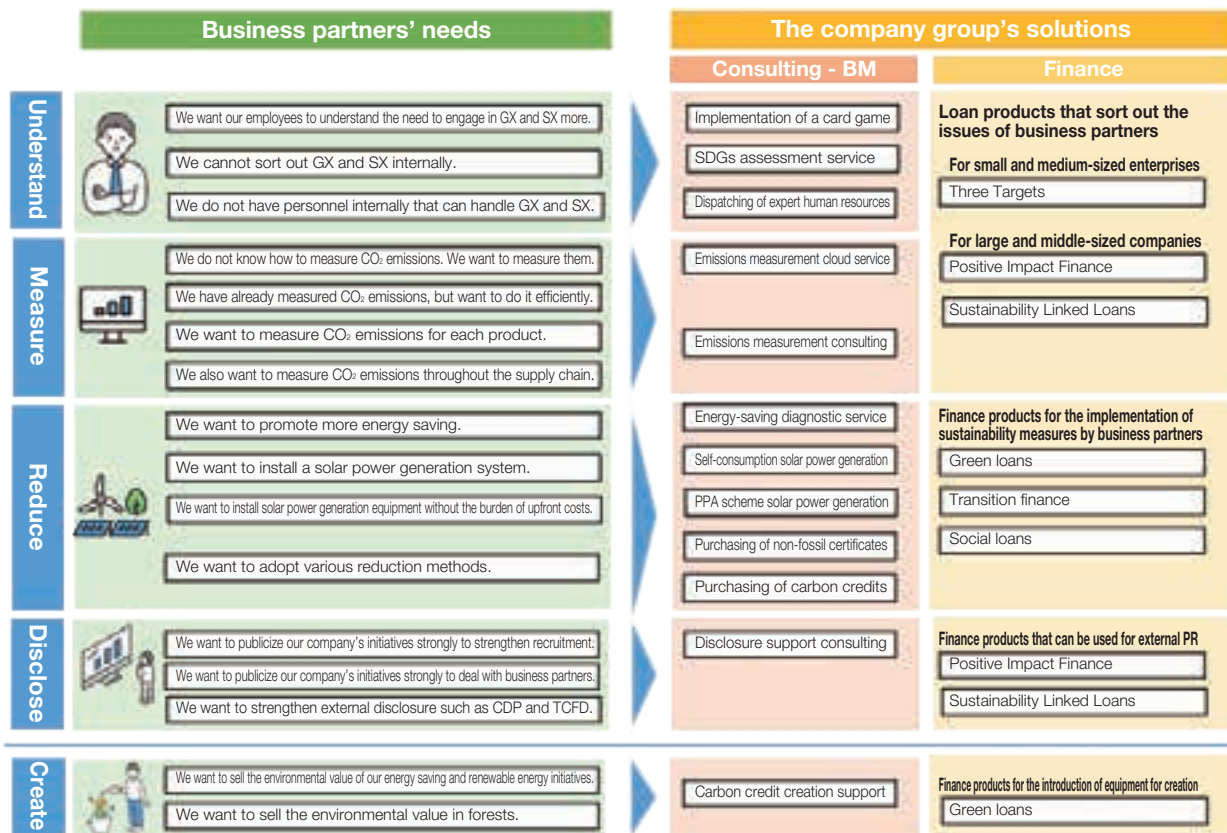 Business partners' needs
The company group's solutions
Consulting - BM
Finance
Understand
We want our employees to understand the need to engage in GX and SX more.
We cannot sort out GX and SX internally.
We do not have personnel internally that can handle GX and SX.
Implementation of a card game
SDGs assessment service
Dispatching of expert human resources
Loan products that sort out the
issues of business partners
For small and medium-sized enterprises
Three Targets
For large and middle-sized companies
Positive Impact Finance
Sustainability Linked Loans
Measure
We do not know how to measure CO₂ emissions. We want to measure them.
We have already measured CO₂ emissions, but want to do it efficiently.
We want to measure CO₂ emissions for each product.
We also want to measure CO₂ emissions throughout the supply chain.
Emissions measurement cloud service
Emissions measurement consulting
Reduce
We want to promote more energy saving.
We want to install a solar power generation system.
We want to install solar power generation equipment without the burden of upfront costs.
We want to adopt various reduction methods.
Energy-saving diagnostic service
Self-consumption solar power generation
PPA scheme solar power generation
Purchasing of non-fossil certificates
Purchasing of carbon credits
Finance products for the implementation of
sustainability measures by business partners
Green loans
Transition finance
Social loans
Disclose
We want to publicize our company's initiatives strongly to strengthen recruitment.
We want to publicize our company's initiatives strongly to deal with business partners.
We want to strengthen external disclosure such as CDP and TCFD.
Disclosure support consulting
Finance products that can be used for external PR
Positive Impact Finance
Sustainability Linked Loans
Create
We want to sell the environmental value of our energy saving and renewable energy initiatives.
We want to sell the environmental value in forests.
Carbon credit creation support
Finance products for the introduction of equipment for creation
Green loans